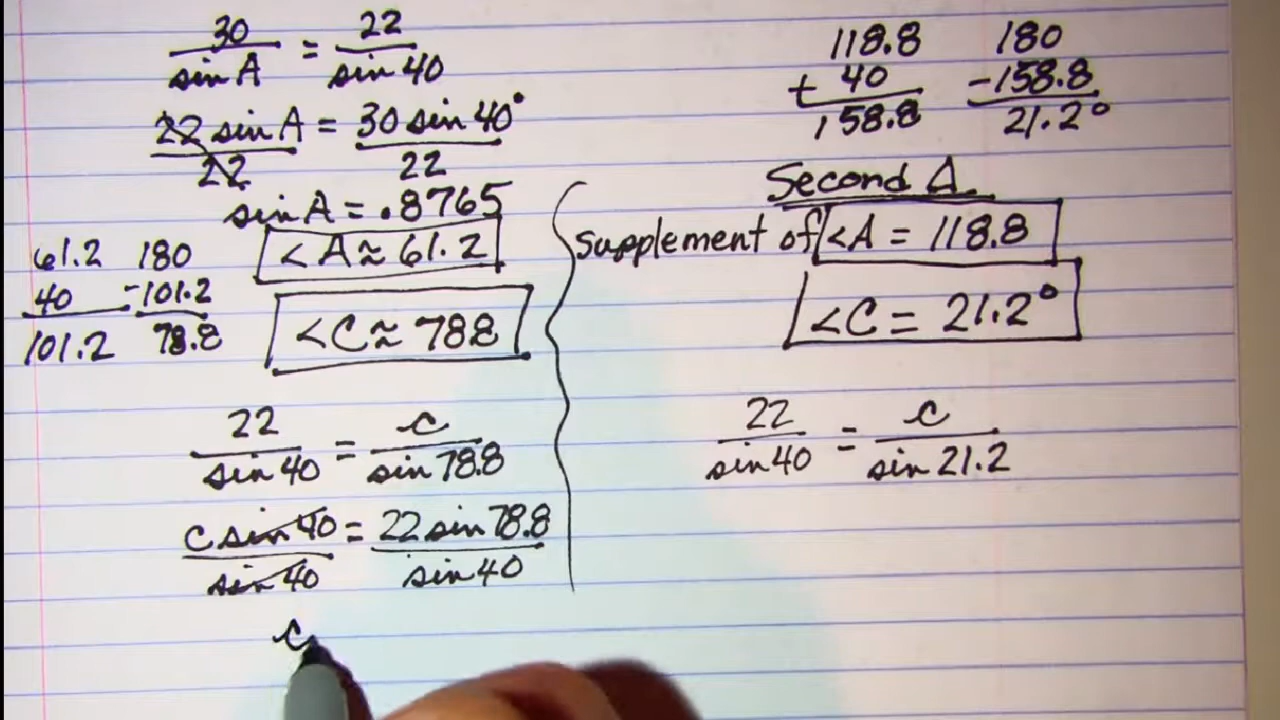 30/sin A = 22/sin 40
22 sin A/22 = 30 sin 40°/22
sin A = .8765
<A ≈ 61.2
61.2
40
101.2
180
-101.2
78.8
<C ≈ 78.8
22/sin 40 = c/sin 78.8
c sin 40/sin 40 = 22 sin 78.8/sin 40
c
118.8
+ 40
158.8
180
-158.8
21.2°
Second Δ
Supplement of <A = 118.8
<C = 21.2°
22/sin 40 = c/sin 21.2